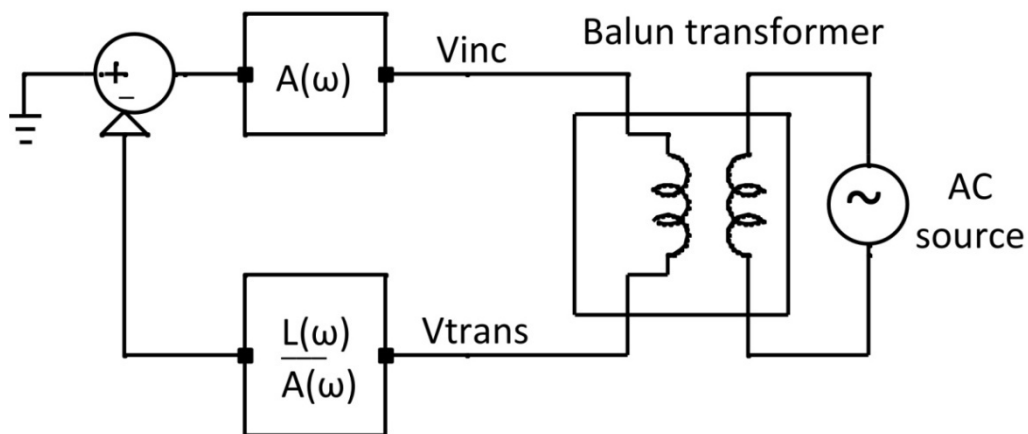 Balun transformer
Vinc
A(ω)
+
−
~
AC
source
Vtrans
L(ω)
A(ω)